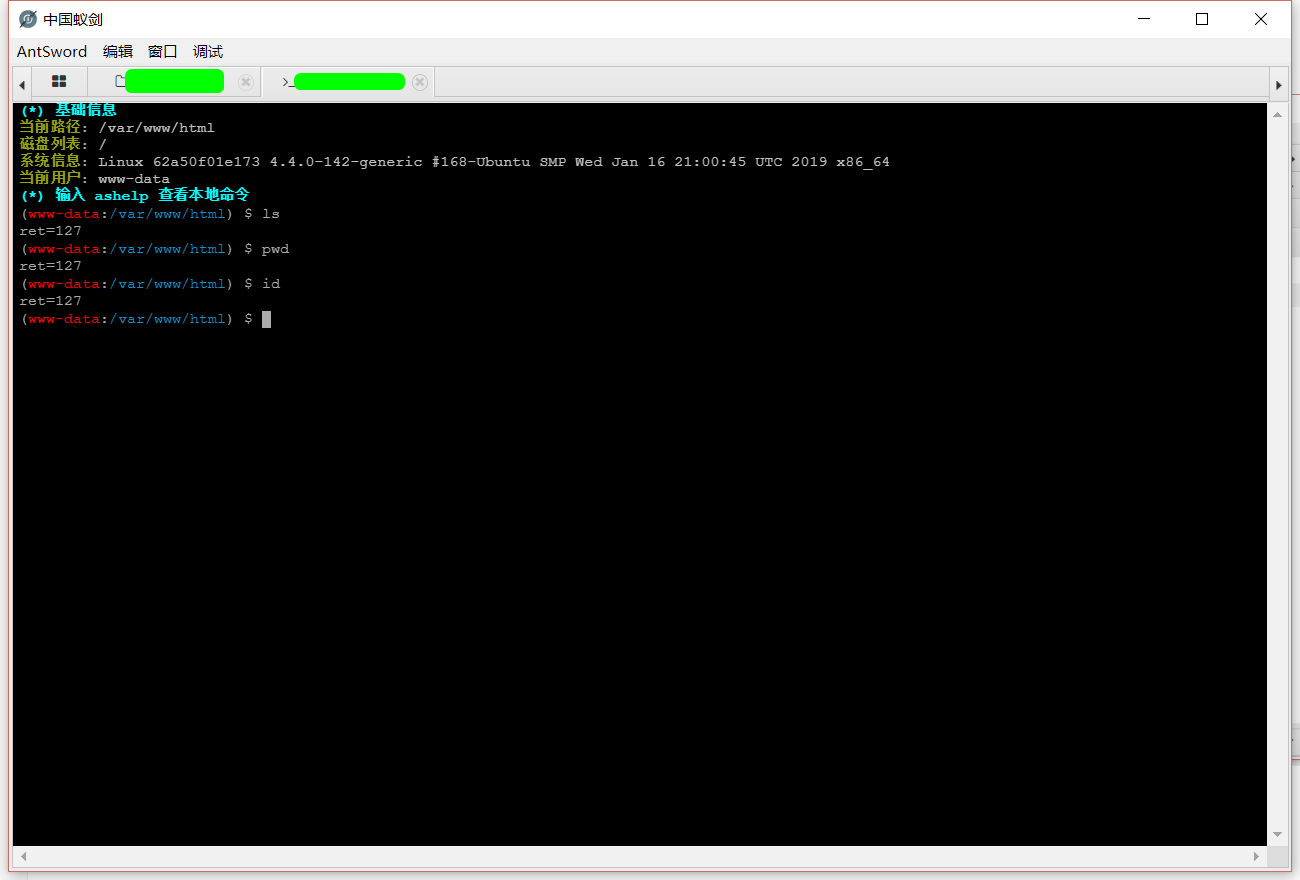 中国蚁剑
AntSword 编辑 窗口 调试
(*) 基础信息
当前路径: /var/www/html
磁盘列表: /
系统信息: Linux 62a50f01e173 4.4.0-142-generic #168-Ubuntu SMP Wed Jan 16 21:00:45 UTC 2019 x86_64
当前用户: www-data
(*) 输入 ashelp 查看本地命令
(www-data:/var/www/html) $ ls
ret=127
(www-data:/var/www/html) $ pwd
ret=127
(www-data:/var/www/html) $ id
ret=127
(www-data:/var/www/html) $